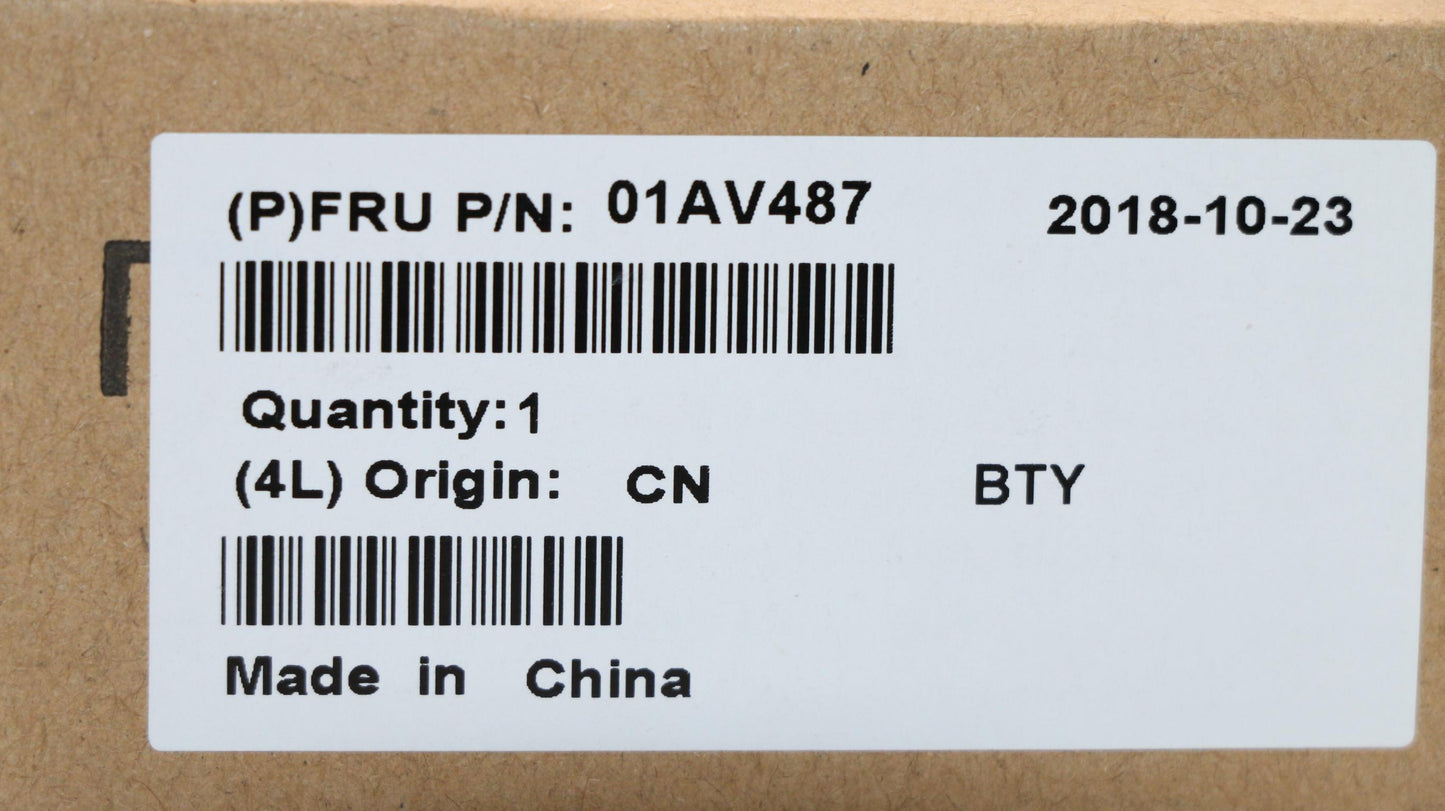 (P)FRU P/N: 01AV487 2018-10-23
Quantity:1
(4L) Origin: CN BTY
Made in China